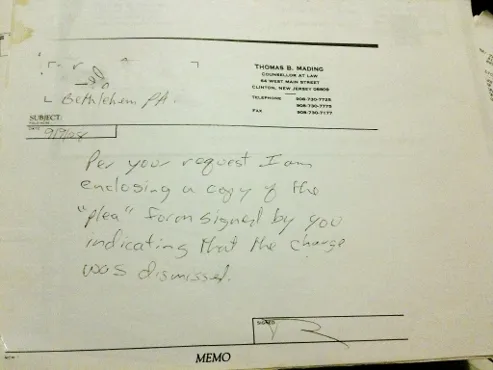 THOMAS B. MADING
COUNSELLOR AT LAW
64 WEST MAIN STREET
CLINTON, NEW JERSEY 08809
TELEPHONE 908-730-7725
908-730-7775
FAX 908-730-7177
Bethlehem PA.
SUBJECT
DATE
Per your request I am
enclosing a copy of the
"plea" form signed by you
indicating that the charge
was dismissed.
SIGNED
MEMO